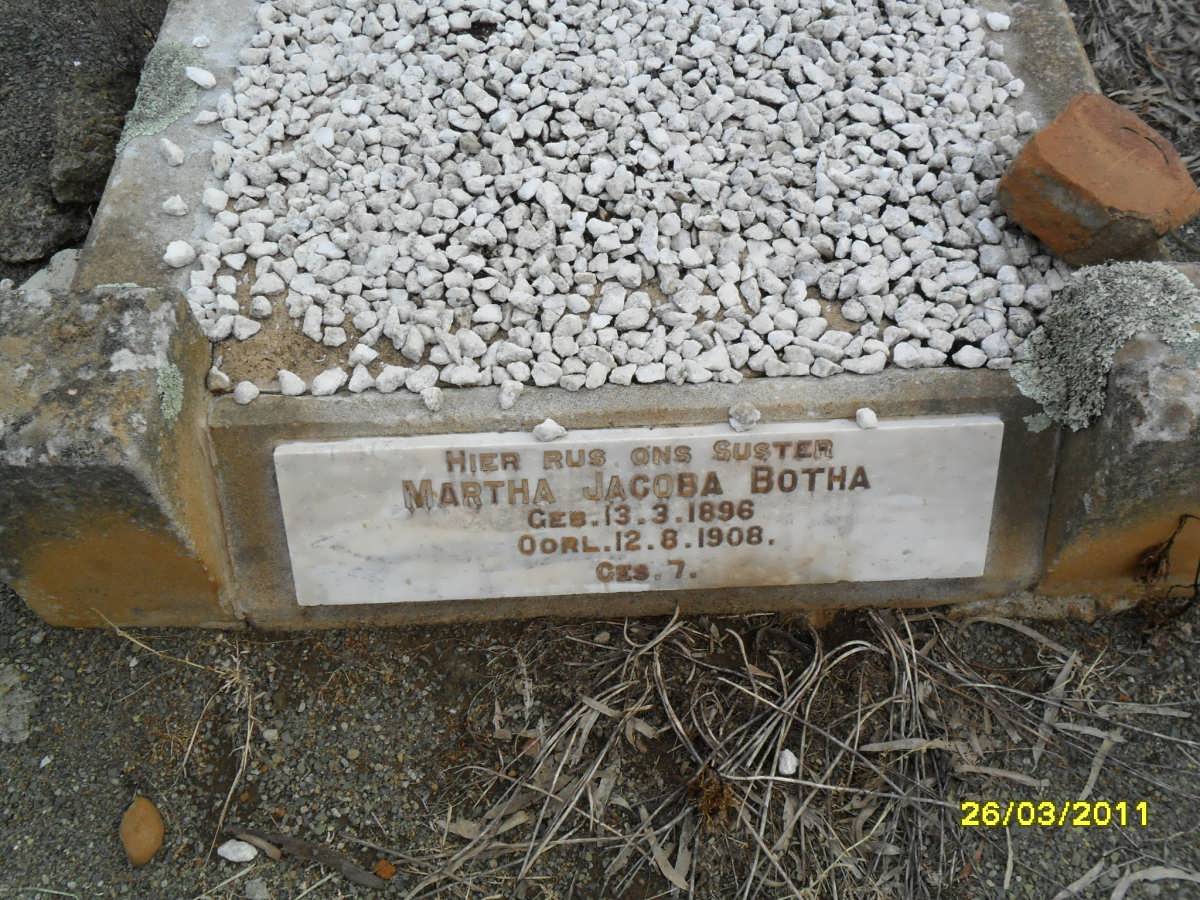 HIER RUS ONS SUSTER
MARTHA JACOBA BOTHA
GEB. 13.3.1896
OORL. 12.8.1908.
GES. 7.
26/03/2011